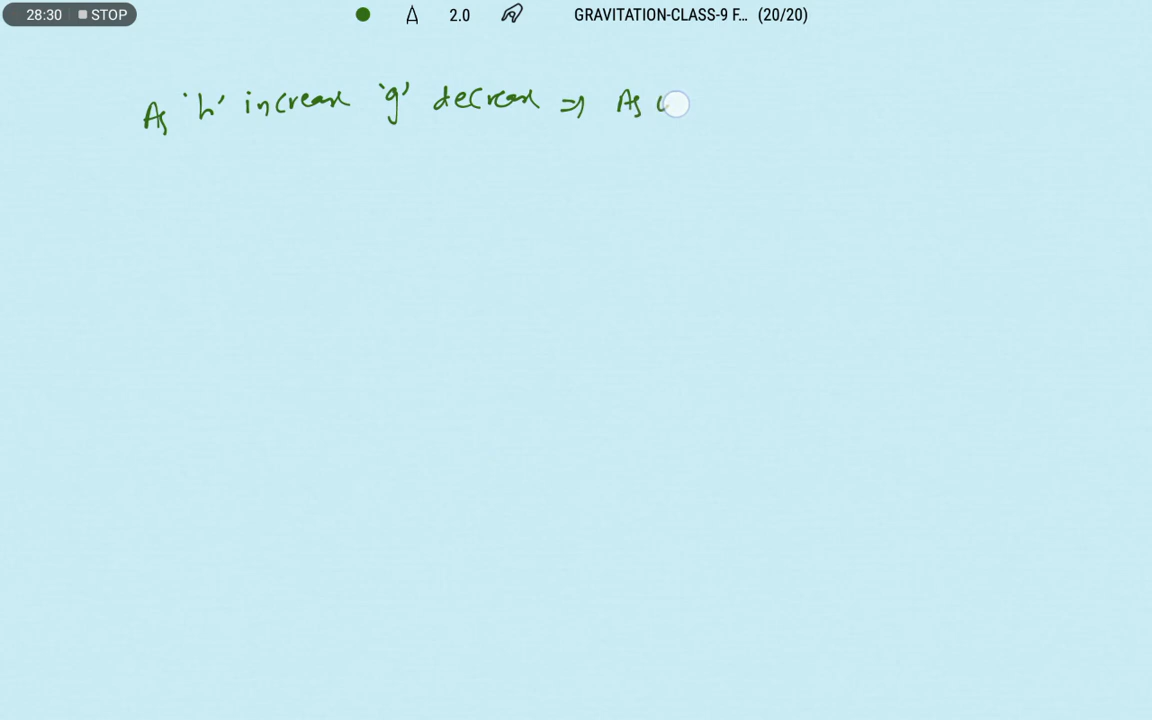 28:30 STOP 2.0 GRAVITATION-CLASS-9 F... (20/20)
As 'h' increase 'g' decrease ⇒ As